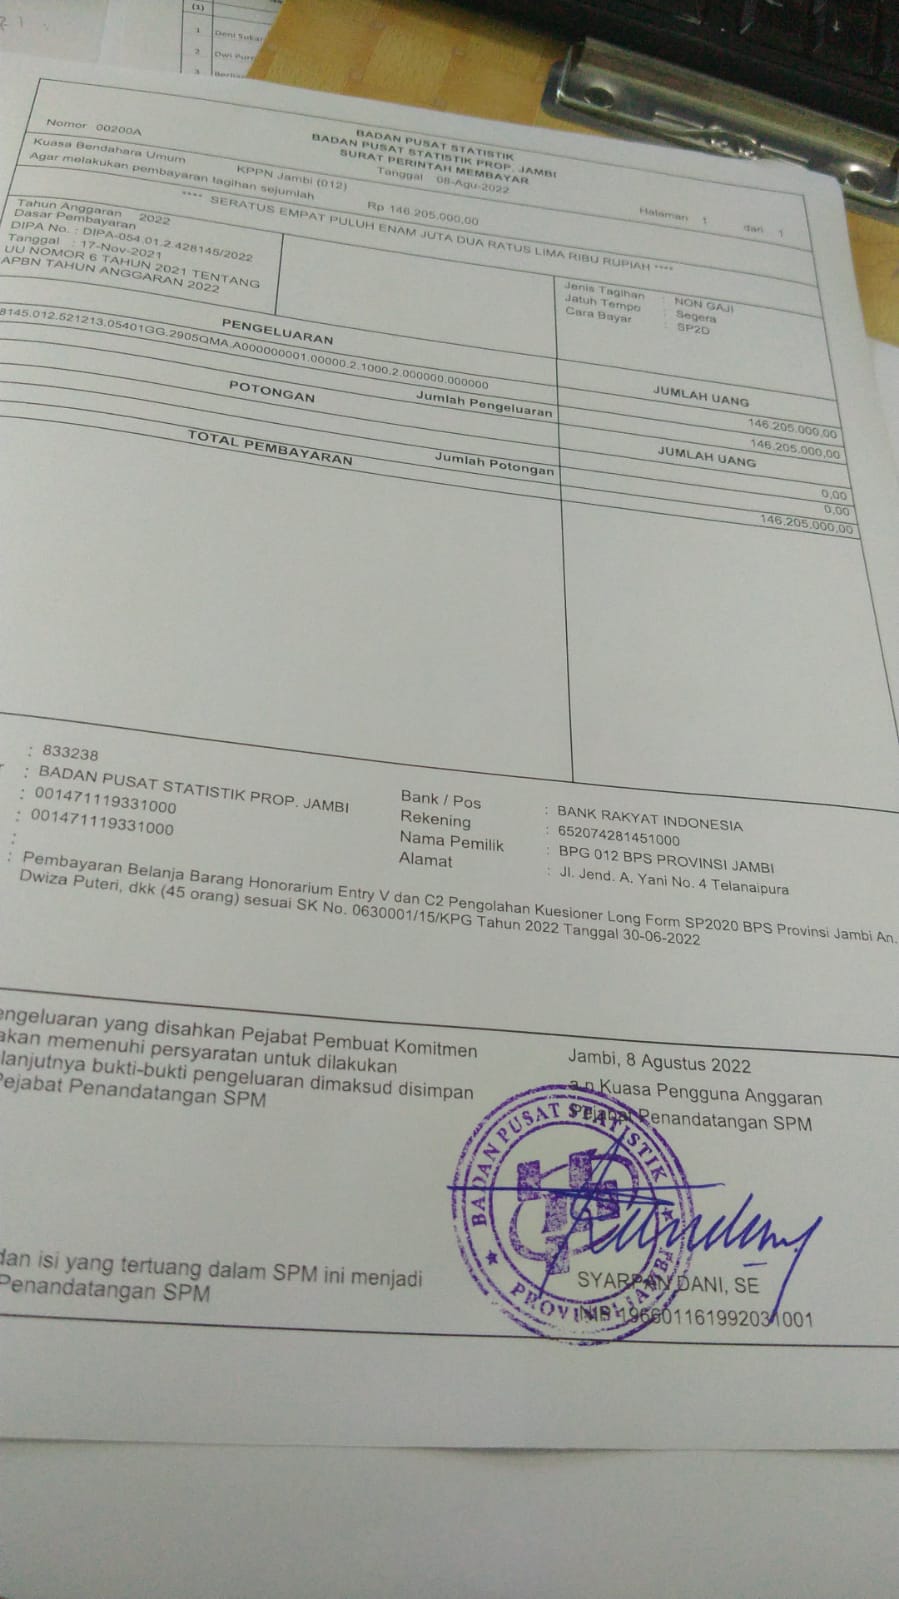 (1)
1 Deni
2 Dwi
3
BADAN PUSAT STATISTIK
BADAN PUSAT STATISTIK PROP. JAMBI
SURAT PERINTAH MEMBAYAR
Nomor 00200A Tanggal 08-Agu-2022 Halaman 1 dari 1
Kuasa Bendahara Umum KPPN Jambi (012)
Agar melakukan pembayaran tagihan sejumlah Rp 146.205.000,00
**** SERATUS EMPAT PULUH ENAM JUTA DUA RATUS LIMA RIBU RUPIAH ****
Tahun Anggaran 2022
Dasar Pembayaran
DIPA No. : DIPA-054.01.2.428145/2022
Tanggal : 17-Nov-2021
UU NOMOR 6 TAHUN 2021 TENTANG
APBN TAHUN ANGGARAN 2022
Jenis Tagihan : NON GAJI
Jatuh Tempo : Segera
Cara Bayar : SP2D
PENGELUARAN JUMLAH UANG
8145.012.521213.05401GG.2905QMA.A000000001.00000.2.1000.2.000000.000000 146.205.000,00
Jumlah Pengeluaran 146.205.000,00
POTONGAN JUMLAH UANG
0,00
Jumlah Potongan 0,00
TOTAL PEMBAYARAN 146.205.000,00
: 833238
: BADAN PUSAT STATISTIK PROP. JAMBI
: 001471119331000
: 001471119331000
:
Bank / Pos : BANK RAKYAT INDONESIA
Rekening : 652074281451000
Nama Pemilik : BPG 012 BPS PROVINSI JAMBI
Alamat : Jl. Jend. A. Yani No. 4 Telanaipura
: Pembayaran Belanja Barang Honorarium Entry V dan C2 Pengolahan Kuesioner Long Form SP2020 BPS Provinsi Jambi An.
Dwiza Puteri, dkk (45 orang) sesuai SK No. 0630001/15/KPG Tahun 2022 Tanggal 30-06-2022
engeluaran yang disahkan Pejabat Pembuat Komitmen
akan memenuhi persyaratan untuk dilakukan
lanjutnya bukti-bukti pengeluaran dimaksud disimpan
Pejabat Penandatangan SPM
Jambi, 8 Agustus 2022
a.n Kuasa Pengguna Anggaran
Pejabat Penandatangan SPM
BADAN PUSAT STATISTIK
PROVINSI JAMBI
dan isi yang tertuang dalam SPM ini menjadi
Penandatangan SPM
SYARPAN DANI, SE
NIP 196601161992031001